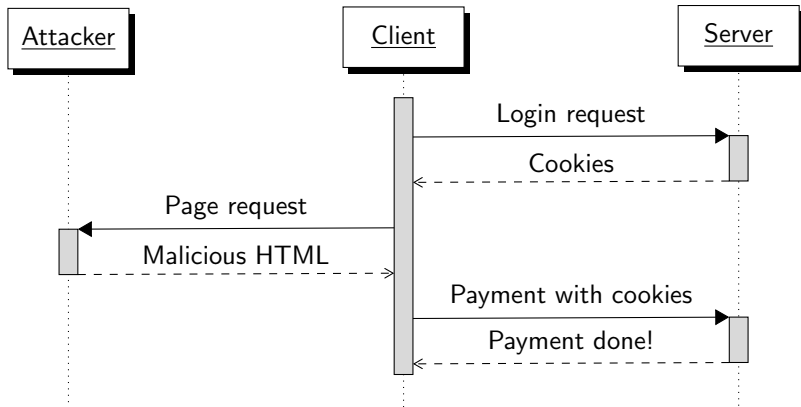 Attacker
Client
Server
Login request
Cookies
Page request
Malicious HTML
Payment with cookies
Payment done!